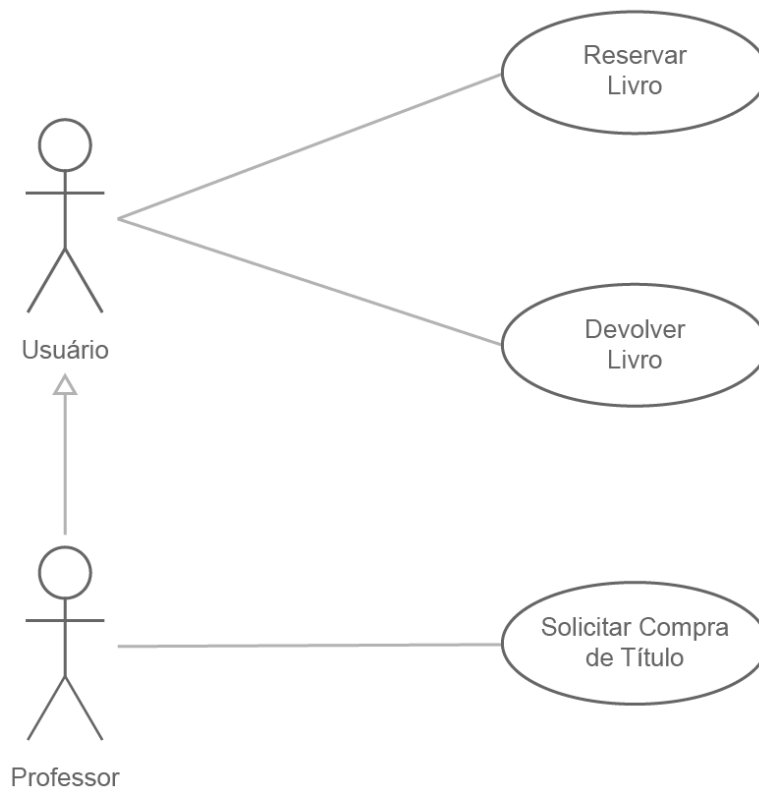 Reservar
Livro
Usuário
Devolver
Livro
Solicitar Compra
de Título
Professor